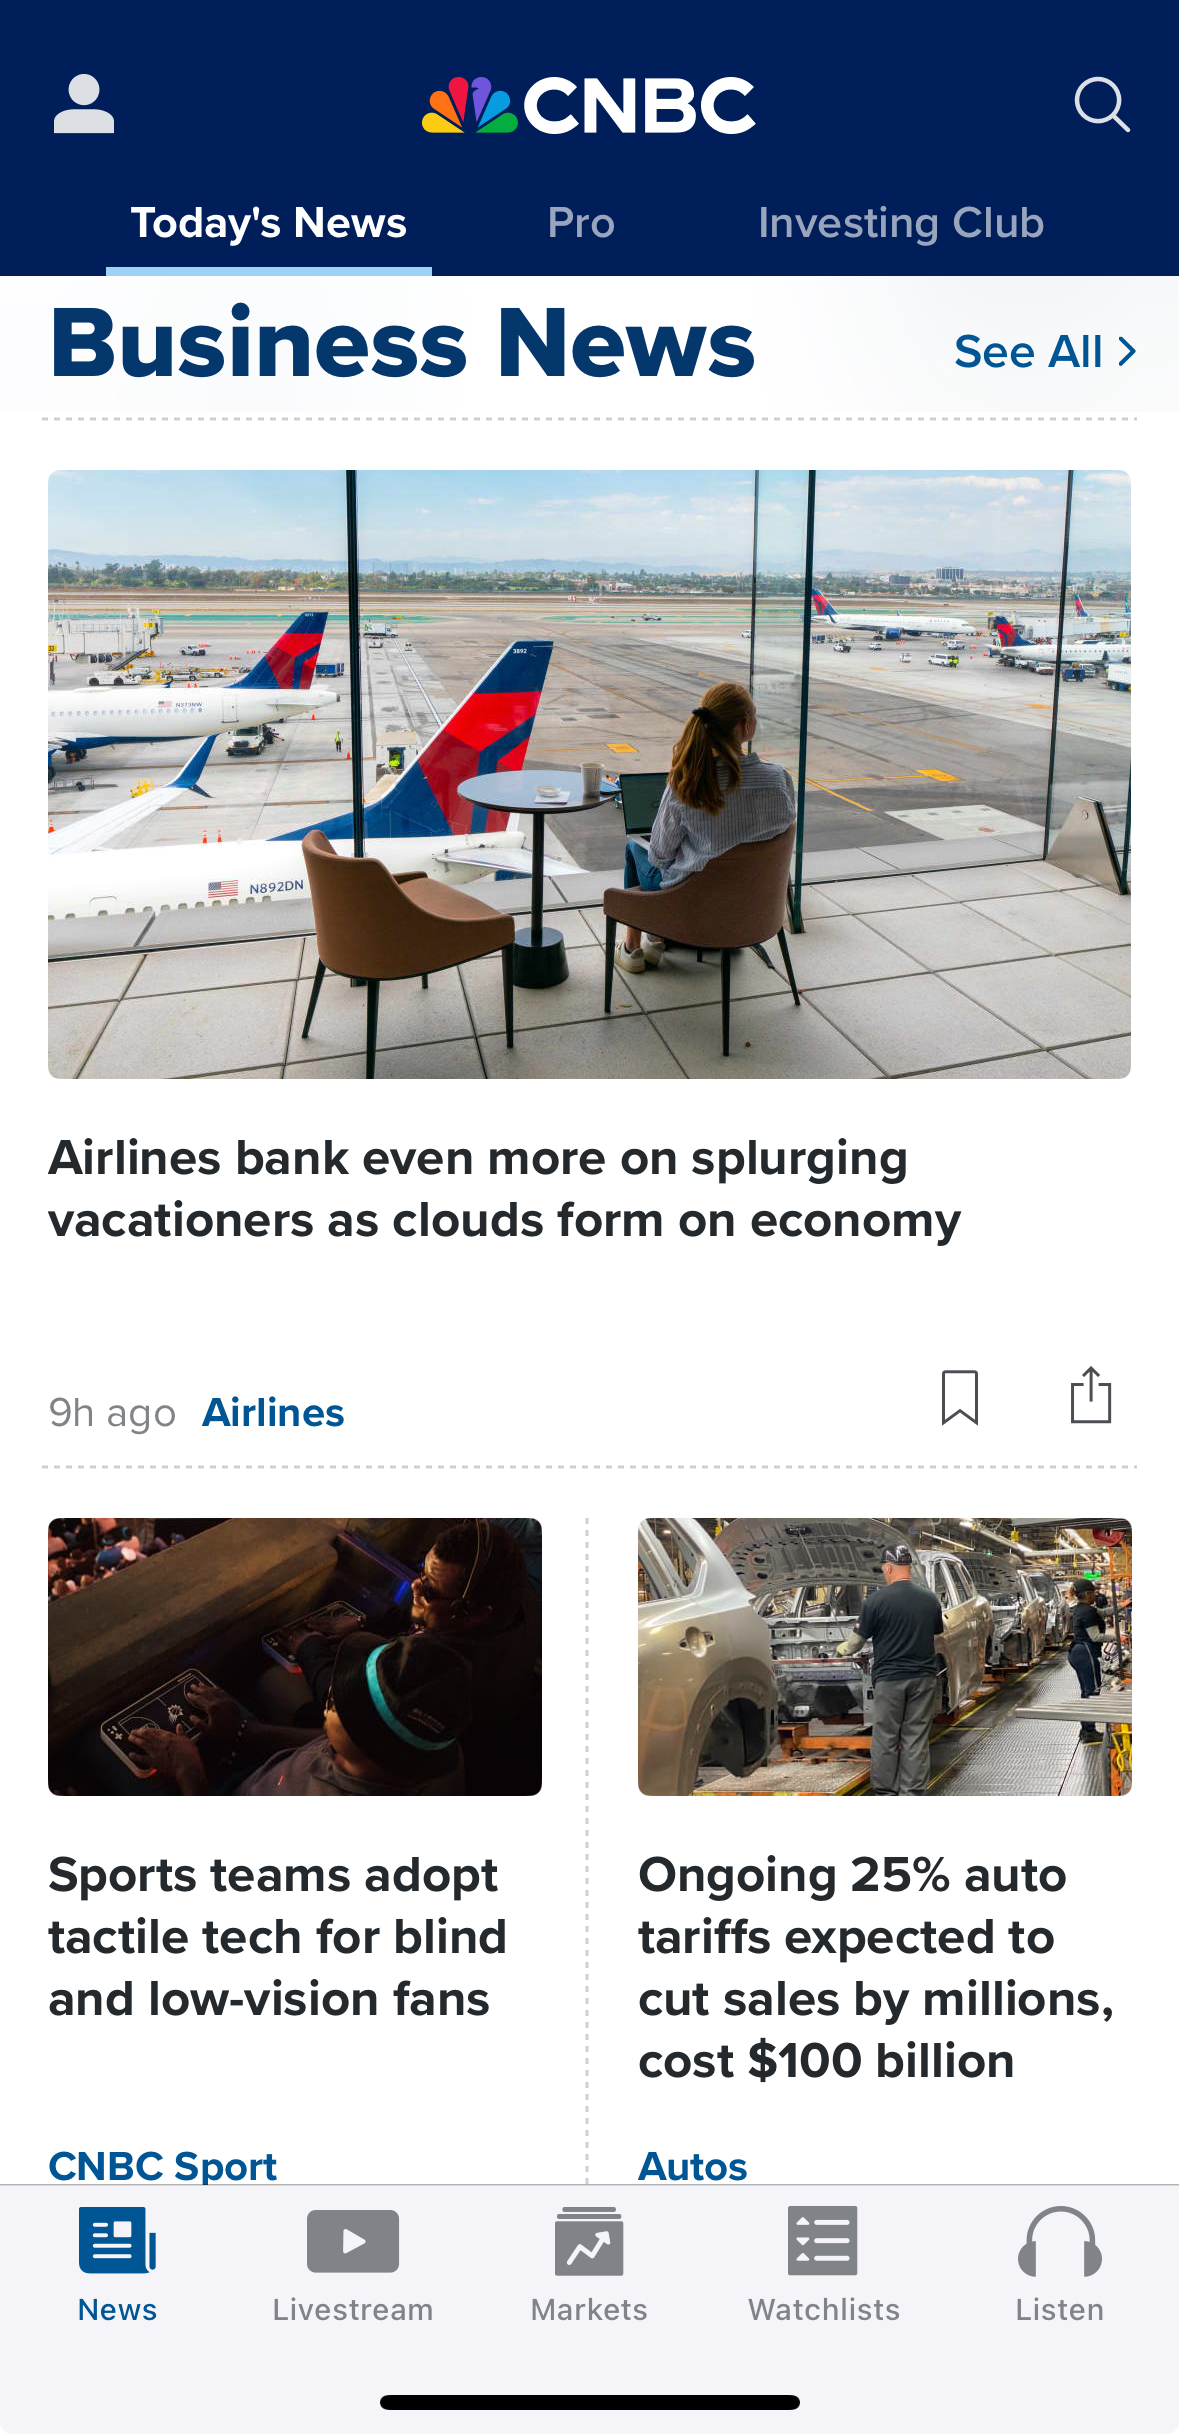 CNBC
Today's News
Pro
Investing Club
Business News
See All
3892
N373NW
N892DN
Airlines bank even more on splurging
vacationers as clouds form on economy
9h ago Airlines
Sports teams adopt
tactile tech for blind
and low-vision fans
CNBC Sport
Ongoing 25% auto
tariffs expected to
cut sales by millions,
cost $100 billion
Autos
News
Livestream
Markets
Watchlists
Listen